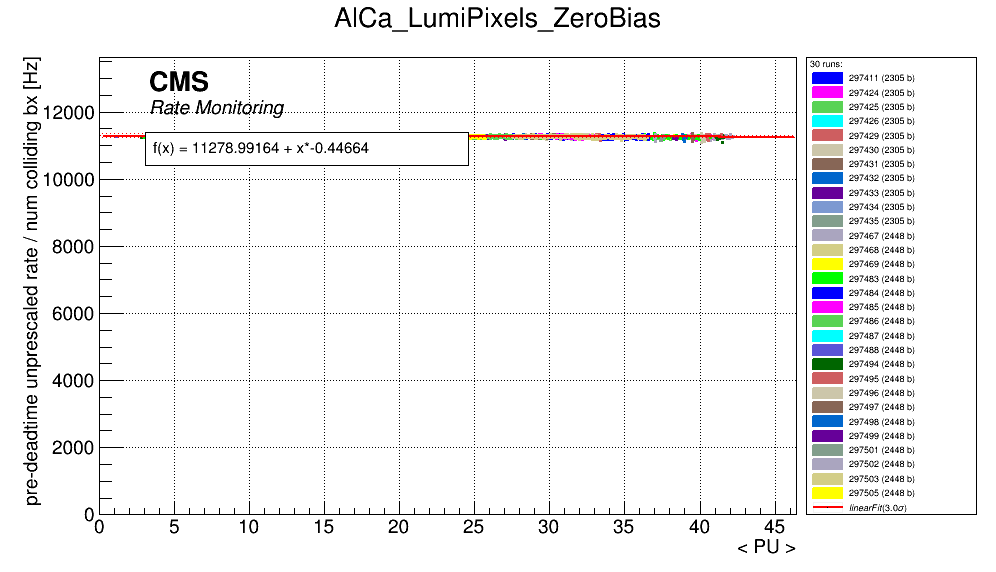 AlCa_LumiPixels_ZeroBias
pre-deadtime unprescaled rate / num colliding bx [Hz]
CMS
Rate Monitoring
f(x) = 11278.99164 + x*-0.44664
12000
10000
8000
6000
4000
2000
0
0 5 10 15 20 25 30 35 40 45
< PU >
30 runs:
297411 (2305 b)
297424 (2305 b)
297425 (2305 b)
297426 (2305 b)
297429 (2305 b)
297430 (2305 b)
297431 (2305 b)
297432 (2305 b)
297433 (2305 b)
297434 (2305 b)
297435 (2305 b)
297467 (2448 b)
297468 (2448 b)
297469 (2448 b)
297483 (2448 b)
297484 (2448 b)
297485 (2448 b)
297486 (2448 b)
297487 (2448 b)
297488 (2448 b)
297494 (2448 b)
297495 (2448 b)
297496 (2448 b)
297497 (2448 b)
297498 (2448 b)
297499 (2448 b)
297501 (2448 b)
297502 (2448 b)
297503 (2448 b)
297505 (2448 b)
linearFit(3.0σ)